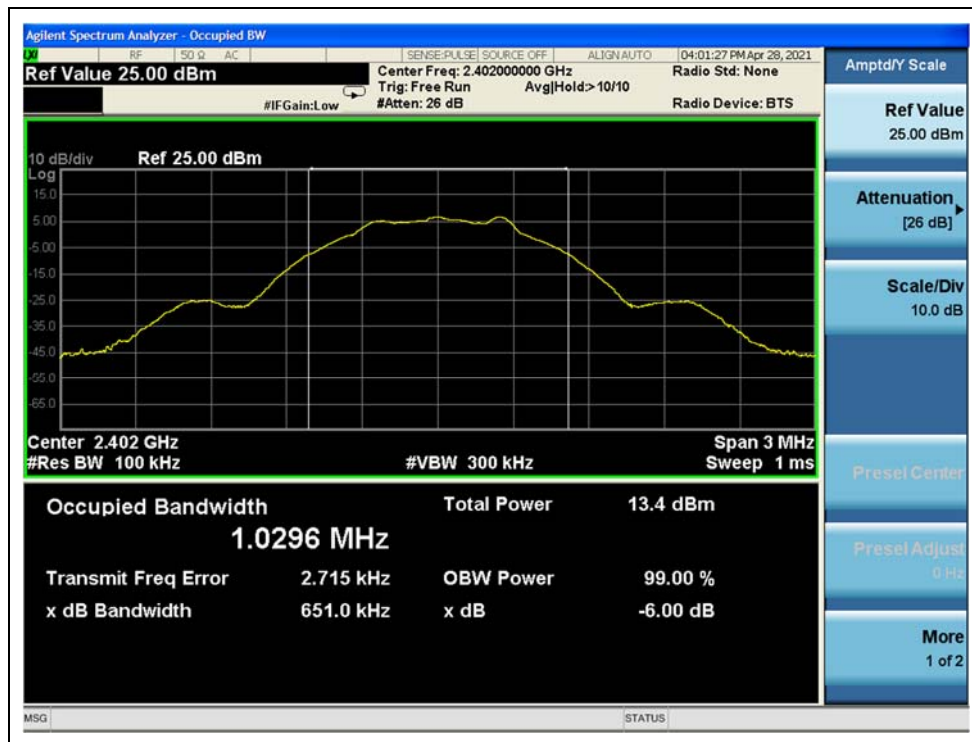 Agilent Spectrum Analyzer - Occupied BW
LXI RF 50 Ω AC SENSE:PULSE SOURCE OFF ALIGN AUTO 04:01:27 PM Apr 28, 2021
Ref Value 25.00 dBm
Center Freq: 2.402000000 GHz
Radio Std: None
Trig: Free Run Avg|Hold:>10/10
#IFGain:Low
#Atten: 26 dB
Radio Device: BTS
10 dB/div Ref 25.00 dBm
Log
15.0
5.00
-5.00
-15.0
-25.0
-35.0
-45.0
-55.0
-65.0
Center 2.402 GHz Span 3 MHz
#Res BW 100 kHz #VBW 300 kHz Sweep 1 ms
Occupied Bandwidth Total Power 13.4 dBm
1.0296 MHz
Transmit Freq Error 2.715 kHz OBW Power 99.00 %
x dB Bandwidth 651.0 kHz x dB -6.00 dB
MSG STATUS
Amptd/Y Scale
Ref Value
25.00 dBm
Attenuation
[26 dB]
Scale/Div
10.0 dB
Presel Center
Presel Adjust
0 Hz
More
1 of 2